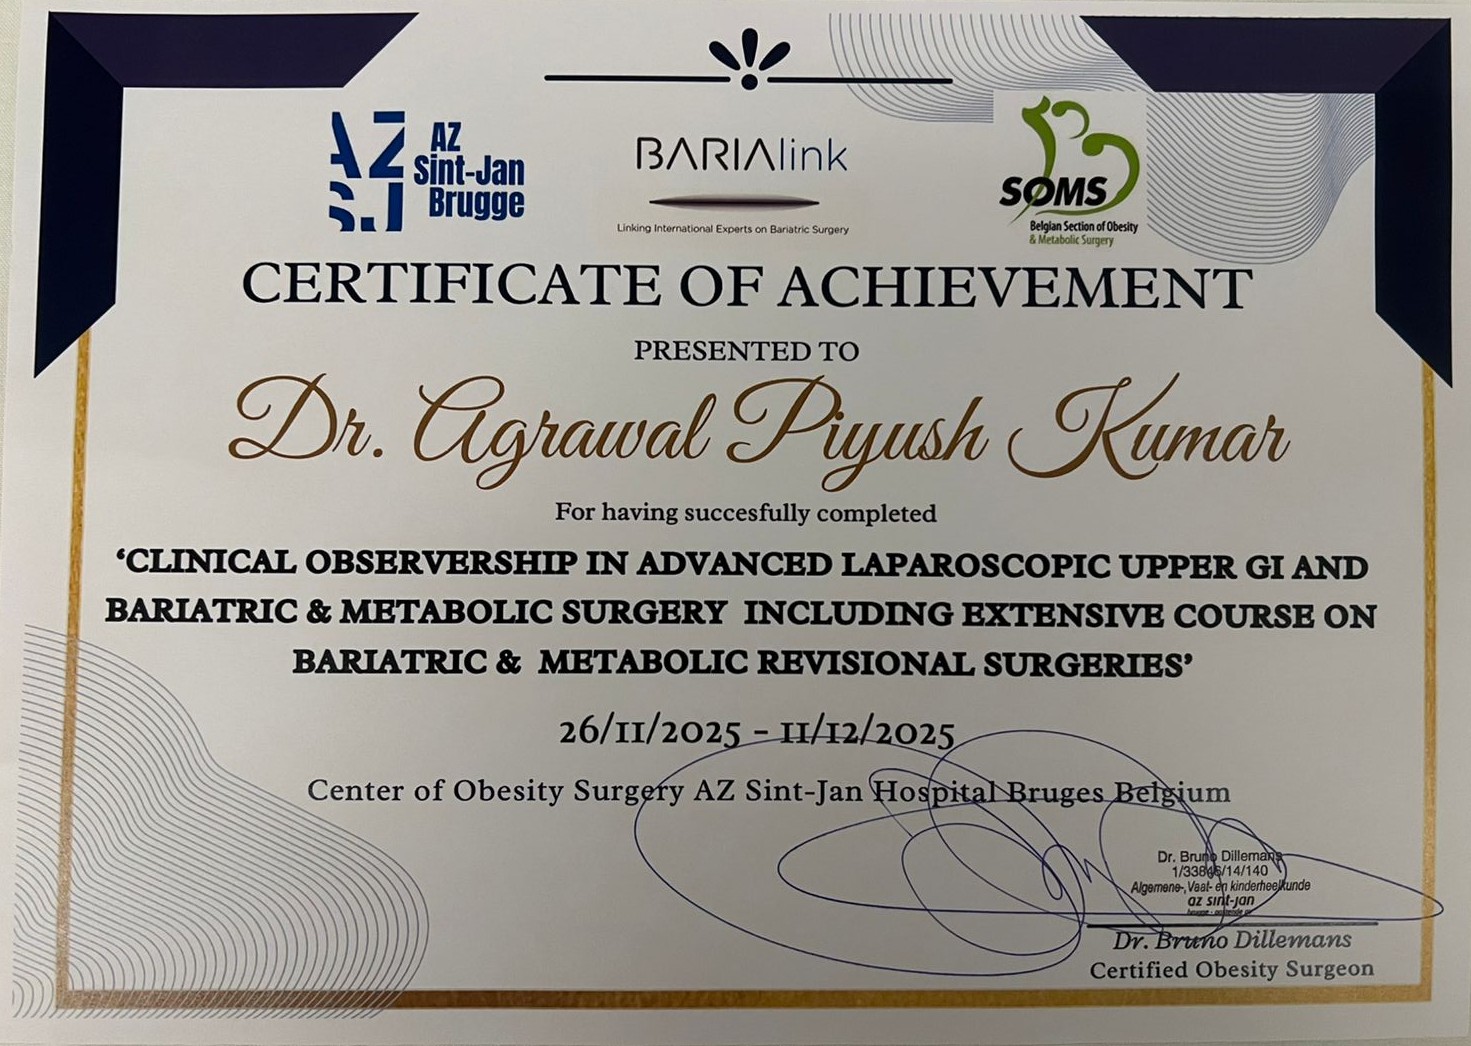 AZ
Sint-Jan
Brugge
AZ
SJ
BARIAlink
Linking International Experts on Bariatric Surgery
SOMS
Belgian Section of Obesity
& Metabolic Surgery
CERTIFICATE OF ACHIEVEMENT
PRESENTED TO
Dr. Agrawal Piyush Kumar
For having succesfully completed
‘CLINICAL OBSERVERSHIP IN ADVANCED LAPAROSCOPIC UPPER GI AND
BARIATRIC & METABOLIC SURGERY INCLUDING EXTENSIVE COURSE ON
BARIATRIC & METABOLIC REVISIONAL SURGERIES’
26/11/2025 - 11/12/2025
Center of Obesity Surgery AZ Sint-Jan Hospital Bruges Belgium
Dr. Bruno Dillemans
Algemene-, Vaat- en kinderheelkunde
az sint-jan
Dr. Bruno Dillemans
Certified Obesity Surgeon